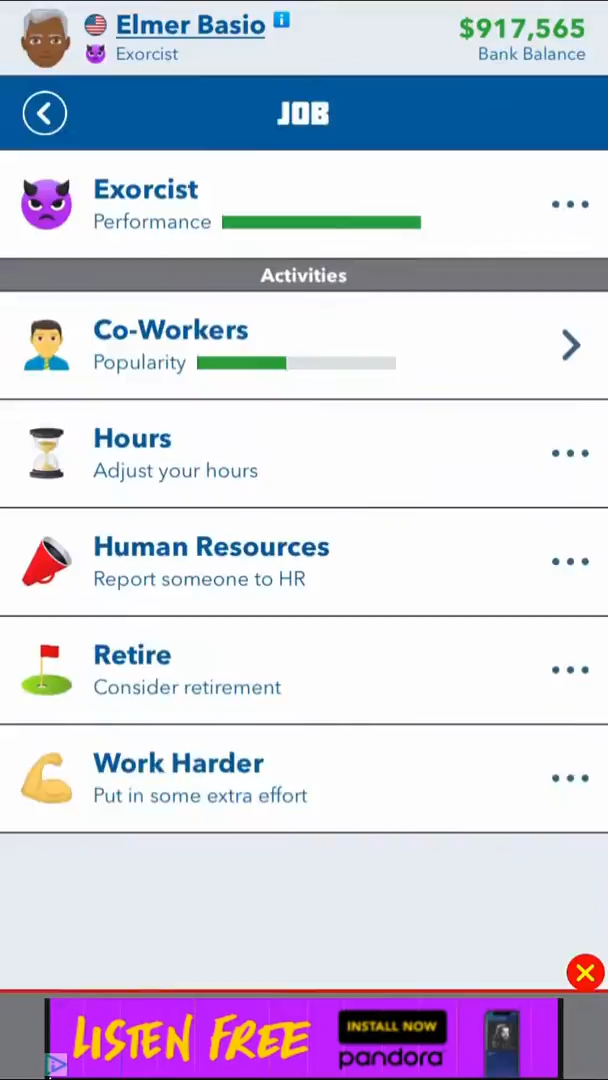 Elmer Basio i
$917,565
Exorcist
Bank Balance
JOB
Exorcist
Performance
Activities
Co-Workers
Popularity
Hours
Adjust your hours
Human Resources
Report someone to HR
Retire
Consider retirement
Work Harder
Put in some extra effort
LISTEN FREE
INSTALL NOW
pandora